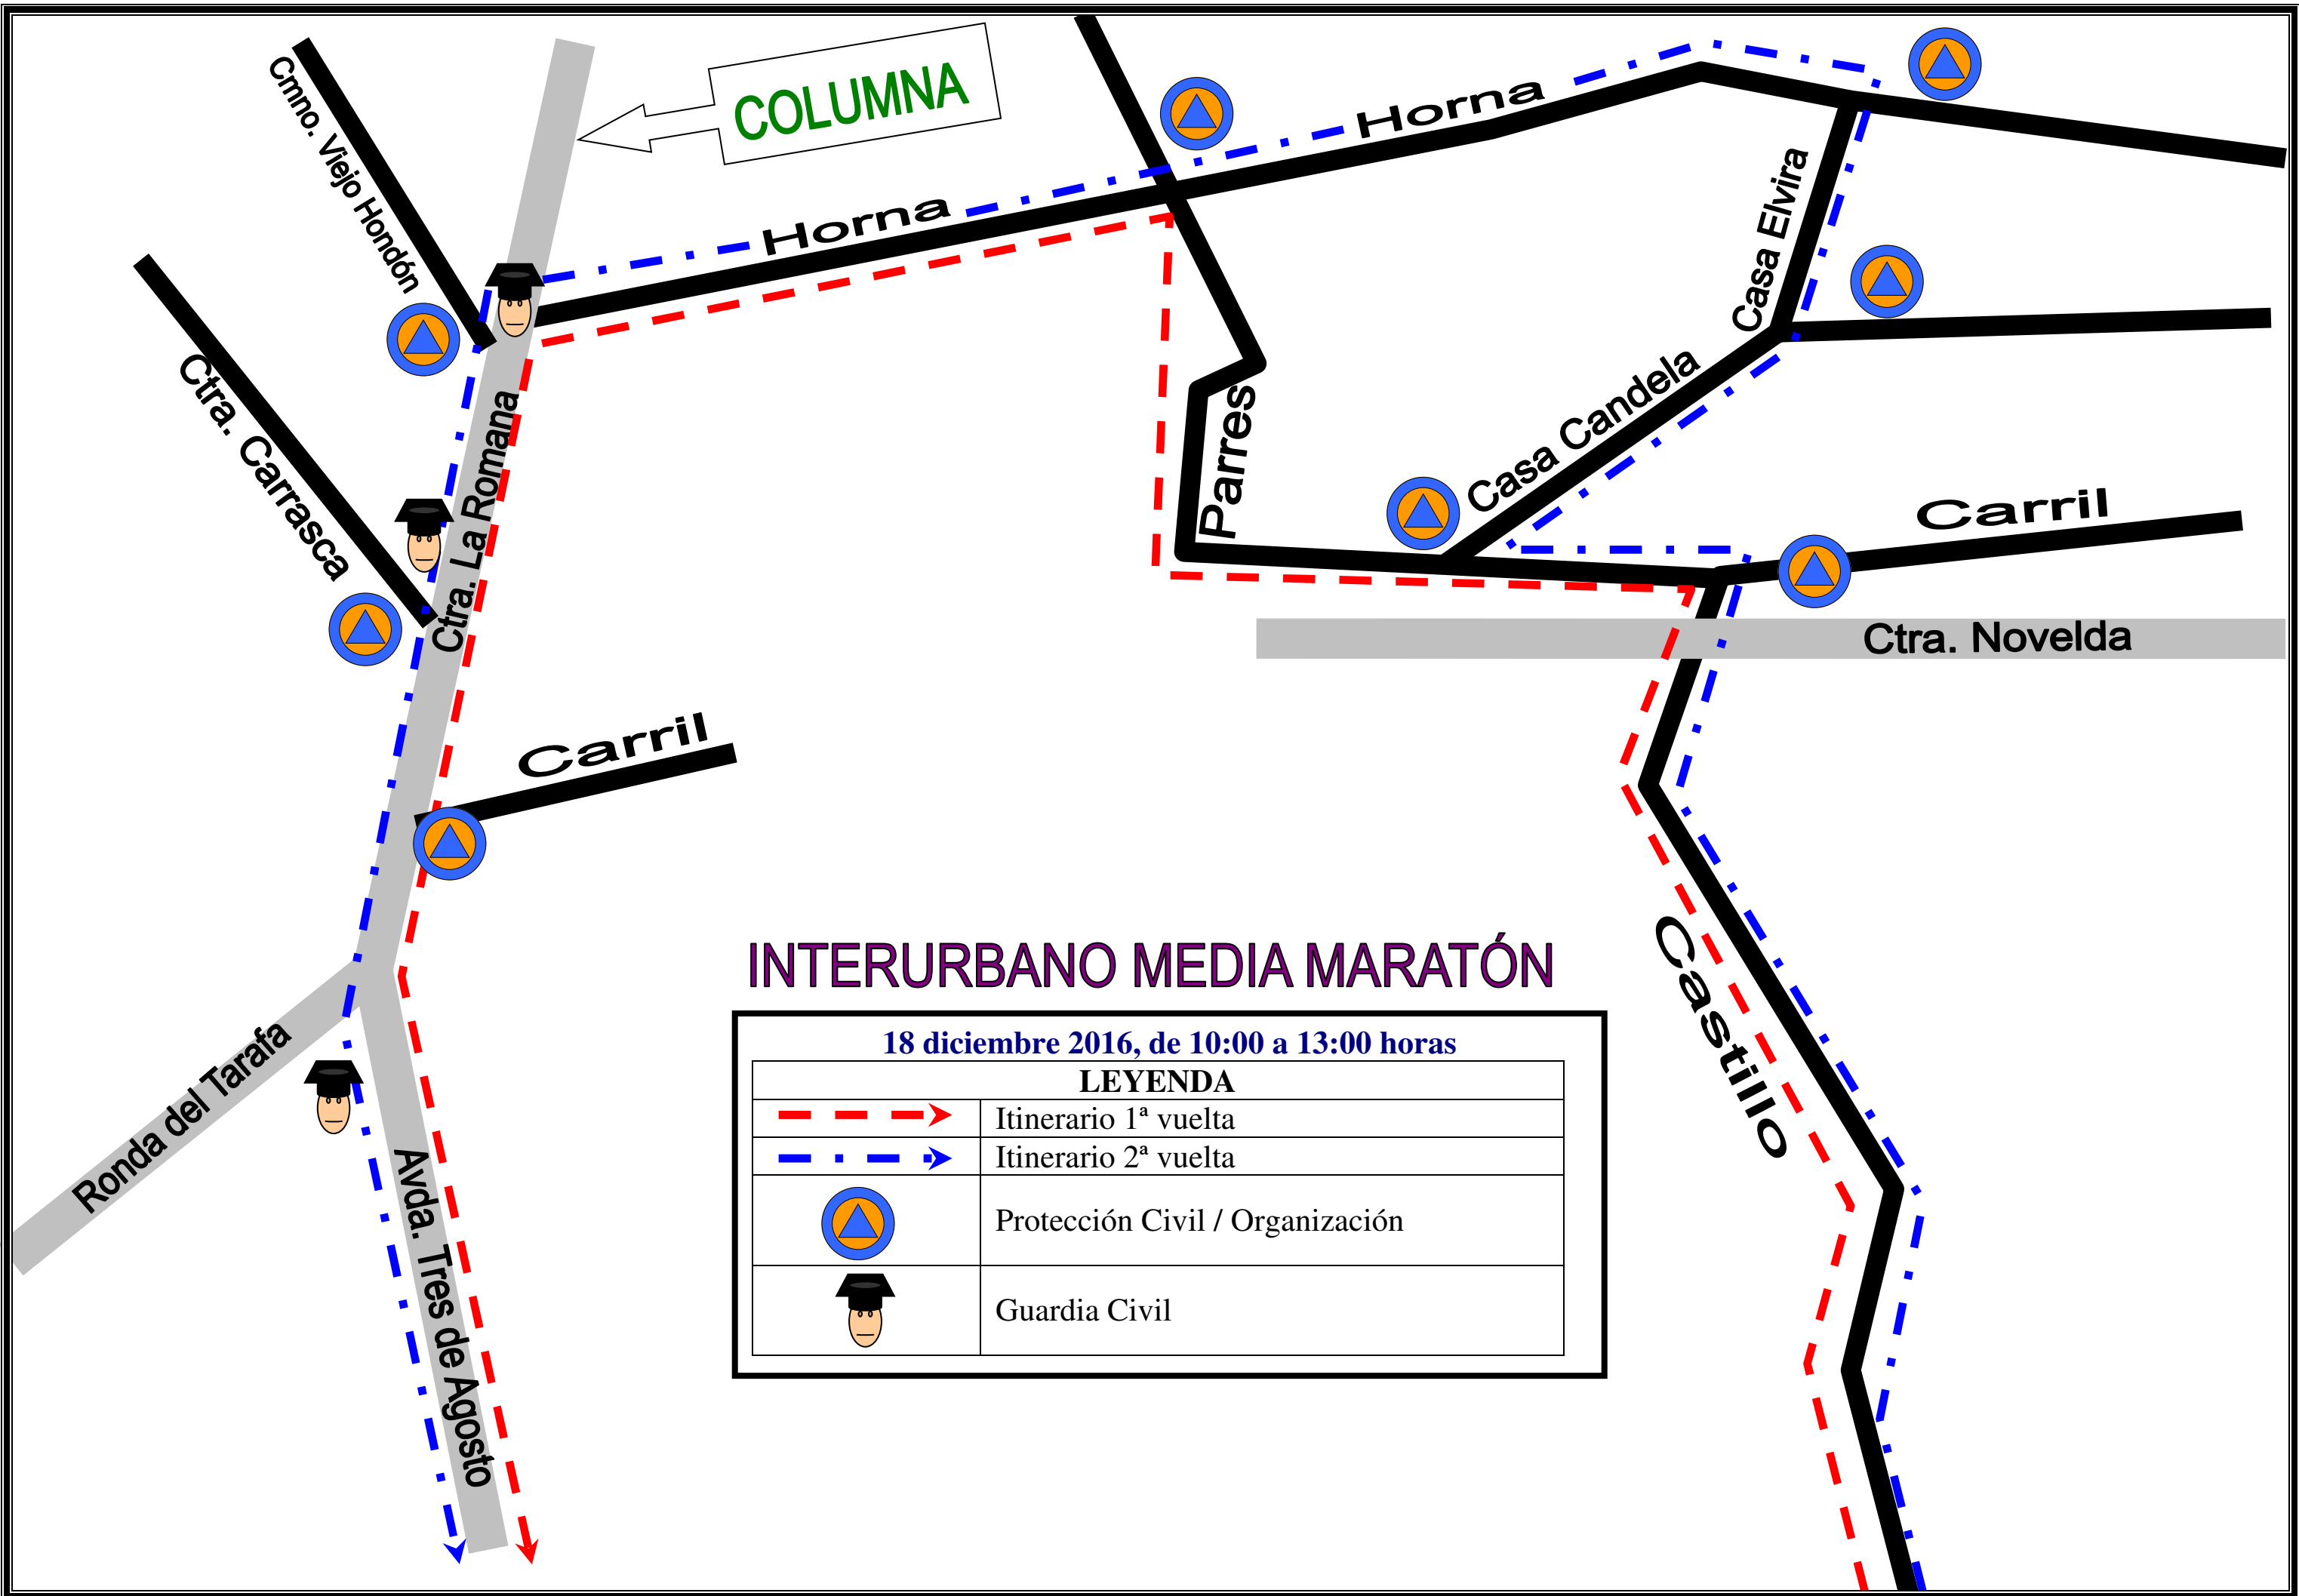 COLUMNA
Cmno. Viejo Hondón
Horna
Horna
Casa Elvira
Ctra. Carrasca
Ctra. La Romana
Parres
Casa Candela
Carril
Ctra. Novelda
Carril
Castillo
Ronda del Tarafa
Avda. Tres de Agosto
INTERURBANO MEDIA MARATÓN
18 diciembre 2016, de 10:00 a 13:00 horas
LEYENDA
Itinerario 1ª vuelta
Itinerario 2ª vuelta
Protección Civil / Organización
Guardia Civil